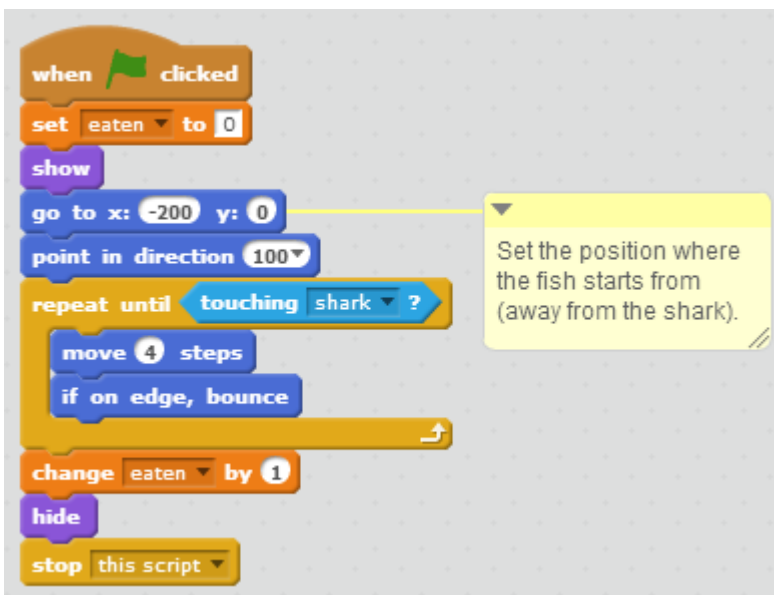 when clicked
set eaten to 0
show
go to x: -200 y: 0
point in direction 100
repeat until touching shark ?
move 4 steps
if on edge, bounce
change eaten by 1
hide
stop this script
Set the position where
the fish starts from
(away from the shark).